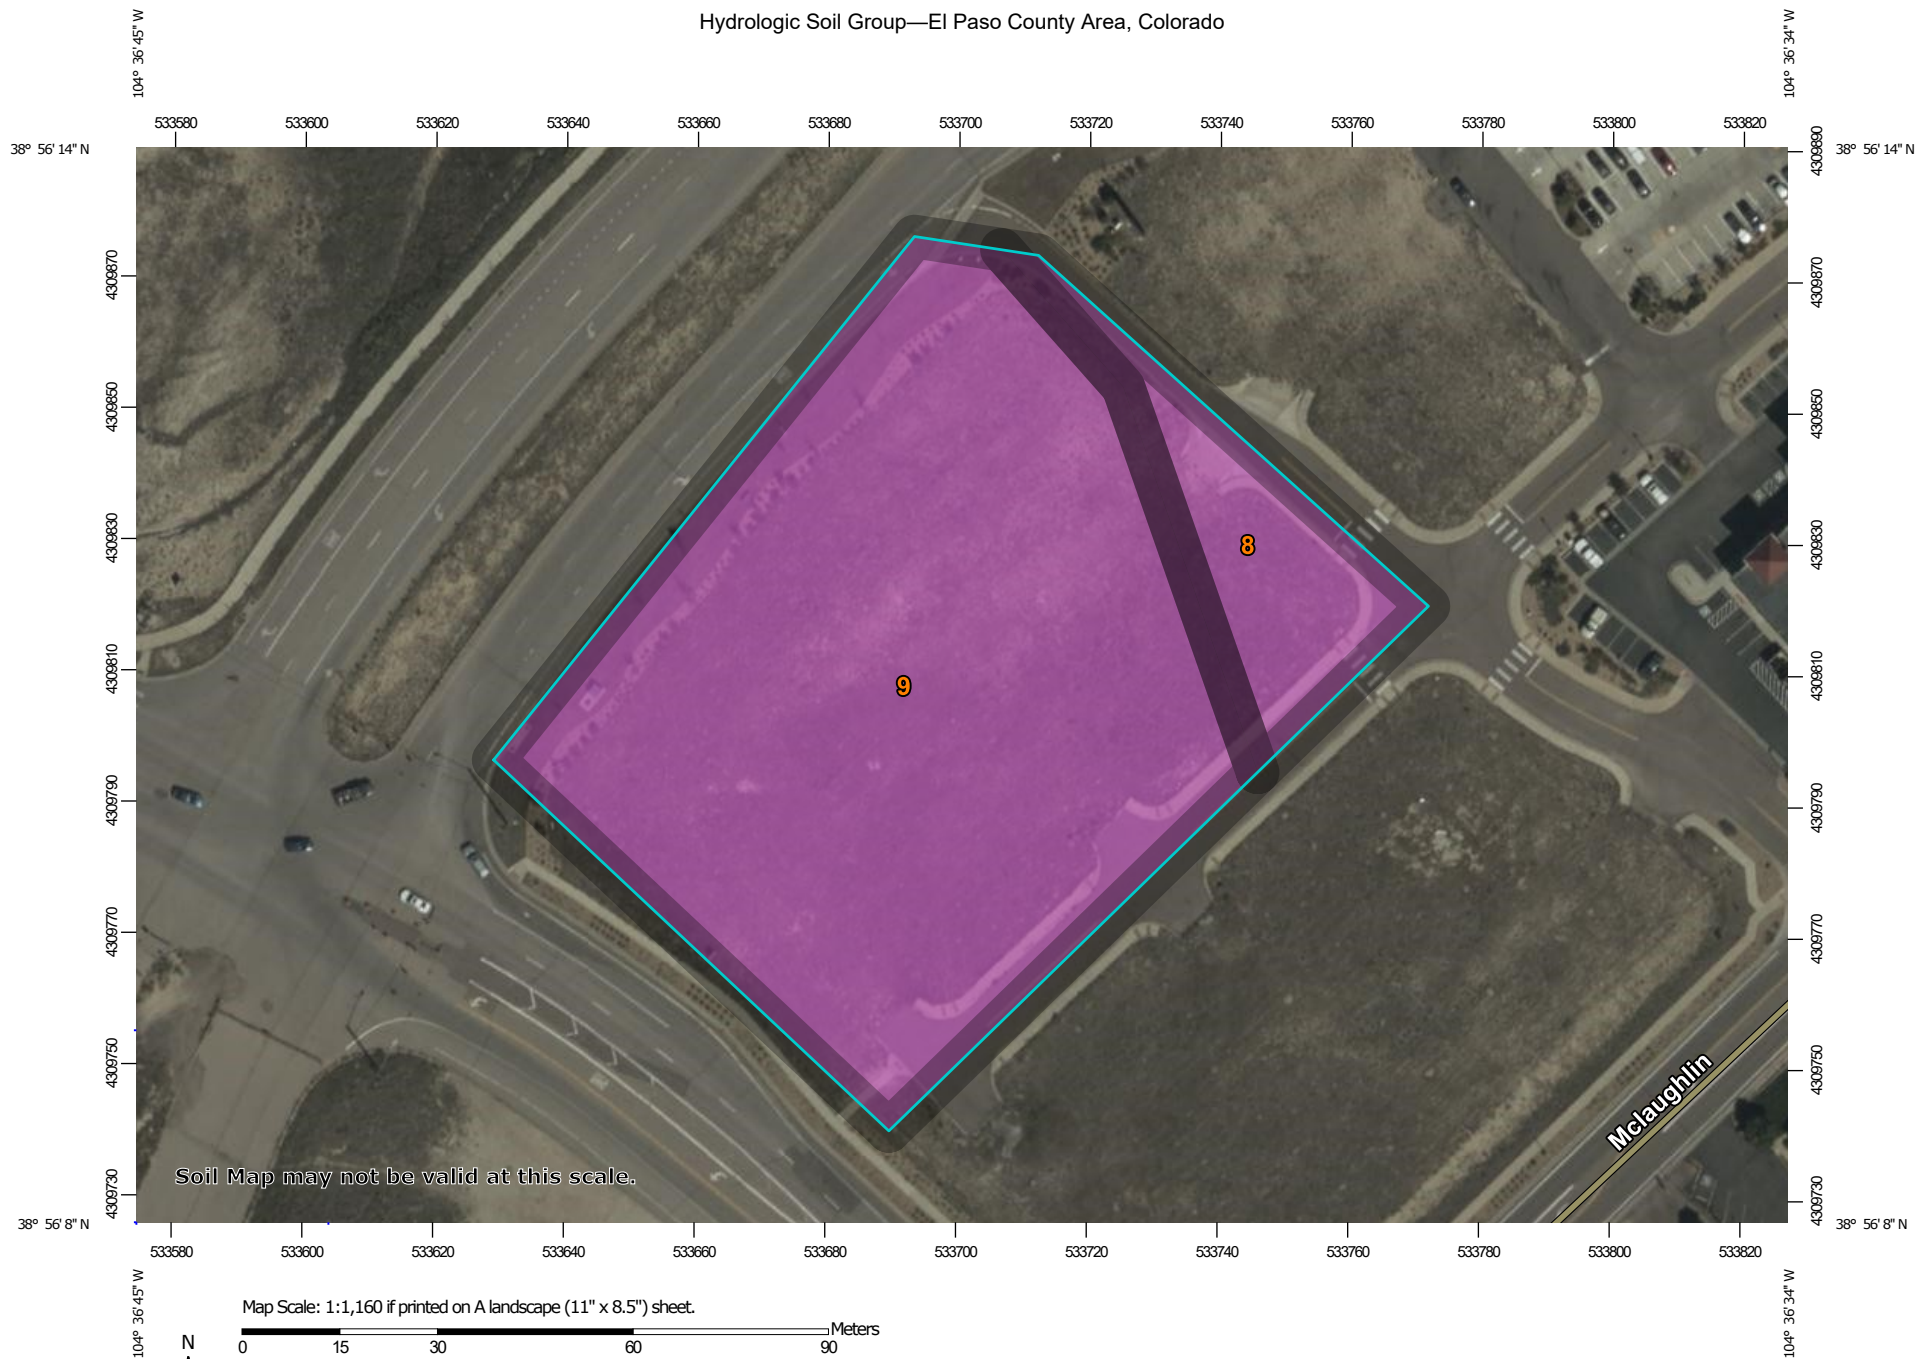 Hydrologic Soil Group—El Paso County Area, Colorado
104° 36' 45'' W
104° 36' 34'' W
533580 533600 533620 533640 533660 533680 533700 533720 533740 533760 533780 533800 533820
38° 56' 14'' N
38° 56' 14'' N
4309890
4309870
4309870
4309850
4309850
4309830
4309830
8
4309810
4309810
9
4309790
4309790
4309770
4309770
4309750
4309750
Mclaughlin
4309730
4309730
Soil Map may not be valid at this scale.
38° 56' 8'' N
38° 56' 8'' N
533580 533600 533620 533640 533660 533680 533700 533720 533740 533760 533780 533800 533820
104° 36' 45'' W
104° 36' 34'' W
Map Scale: 1:1,160 if printed on A landscape (11" x 8.5") sheet.
Meters
N
0 15 30 60 90